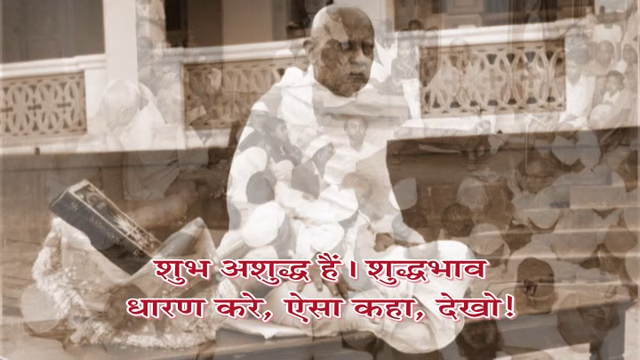 शुभ अशुद्ध हैं। शुद्धभाव
धारण करे, ऐसा कहा, देखो!